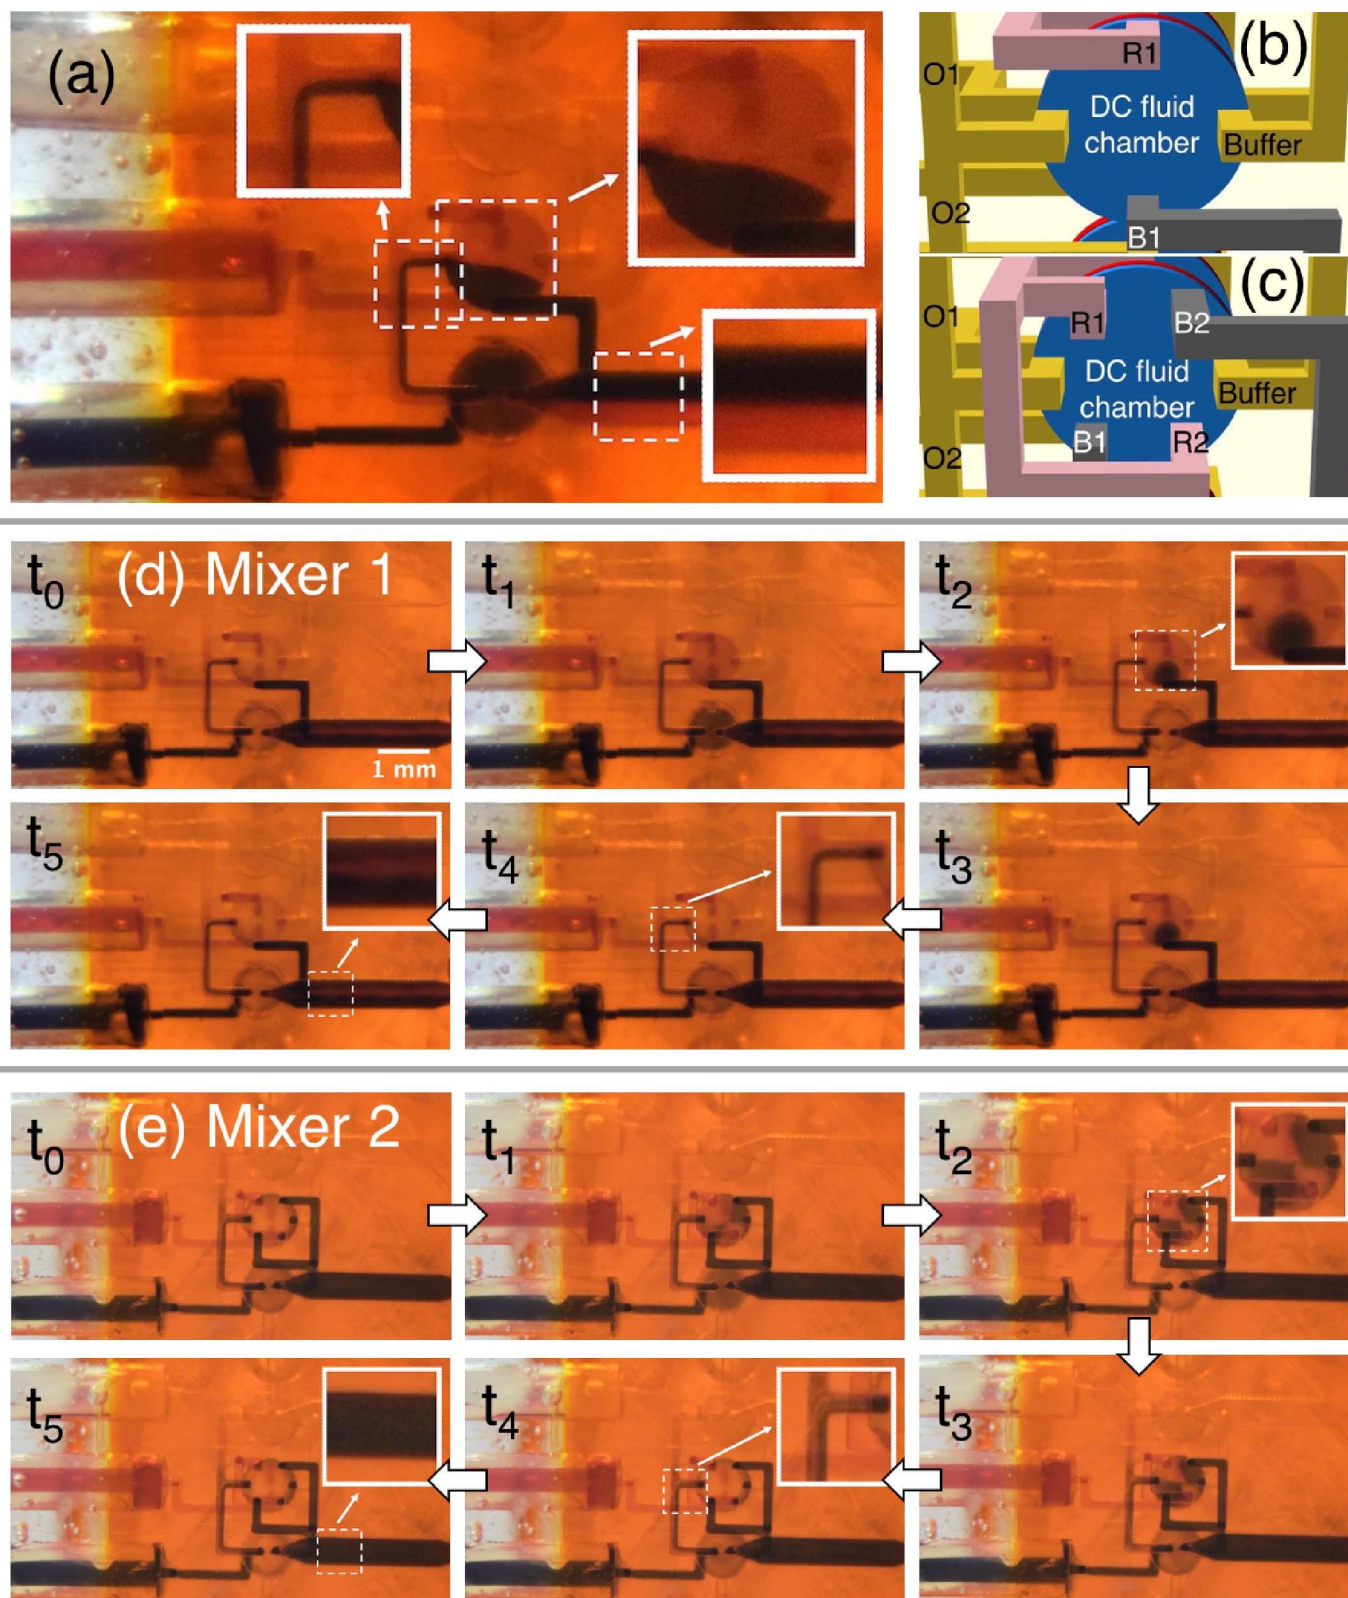 (a)
(b)
O1
R1
DC fluid
chamber
Buffer
O2
B1
(c)
O1
R1
B2
DC fluid
chamber
Buffer
O2
B1
R2
t0
(d) Mixer 1
t1
t2
1 mm
t5
t4
t3
t0
(e) Mixer 2
t1
t2
t5
t4
t3